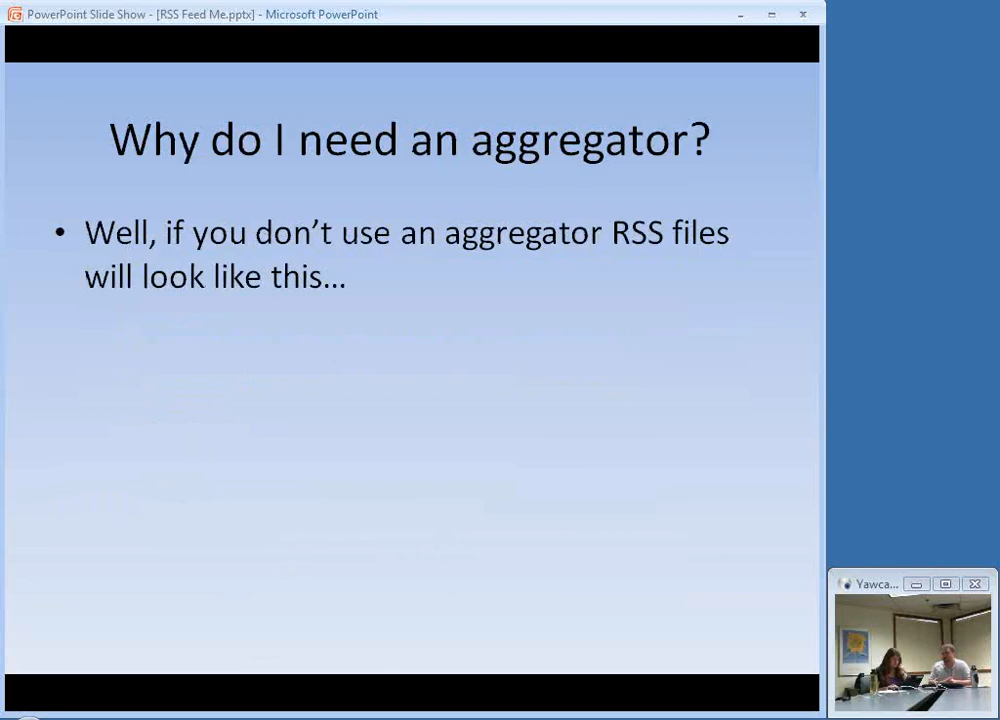 PowerPoint Slide Show - [RSS Feed Me.pptx] - Microsoft PowerPoint
Why do I need an aggregator?
• Well, if you don’t use an aggregator RSS files
will look like this…
Yawca...